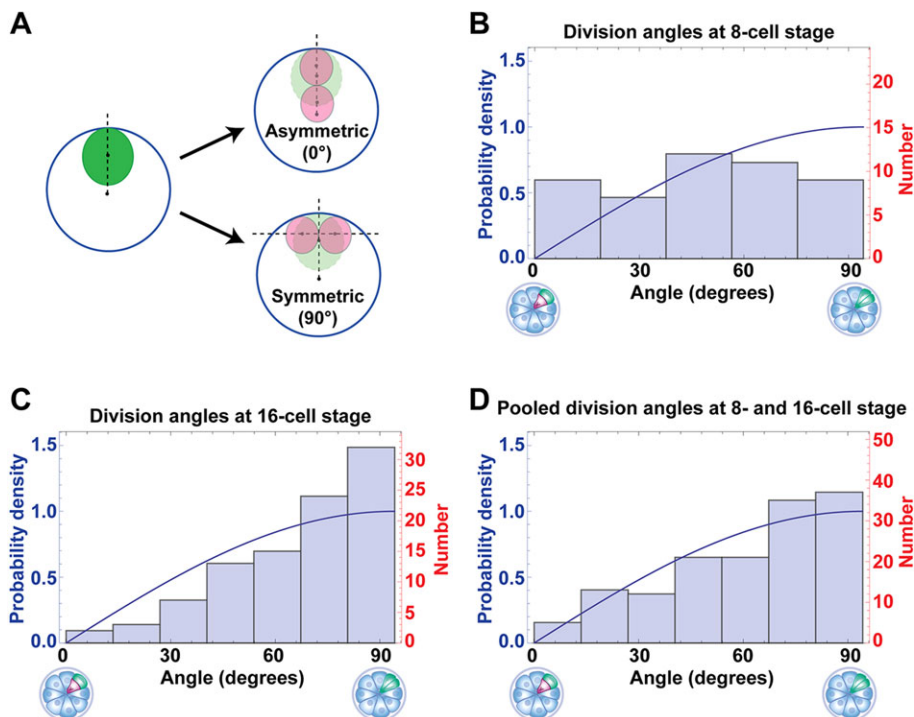 A
Asymmetric
(0°)
Symmetric
(90°)
B
Division angles at 8-cell stage
Probability density
1.5
1.0
0.5
0.0
Number
20
15
10
5
0
0
30
60
90
Angle (degrees)
C
Division angles at 16-cell stage
Probability density
1.5
1.0
0.5
0.0
Number
30
25
20
15
10
5
0
0
30
60
90
Angle (degrees)
D
Pooled division angles at 8- and 16-cell stage
Probability density
1.5
1.0
0.5
0.0
Number
50
40
30
20
10
0
0
30
60
90
Angle (degrees)